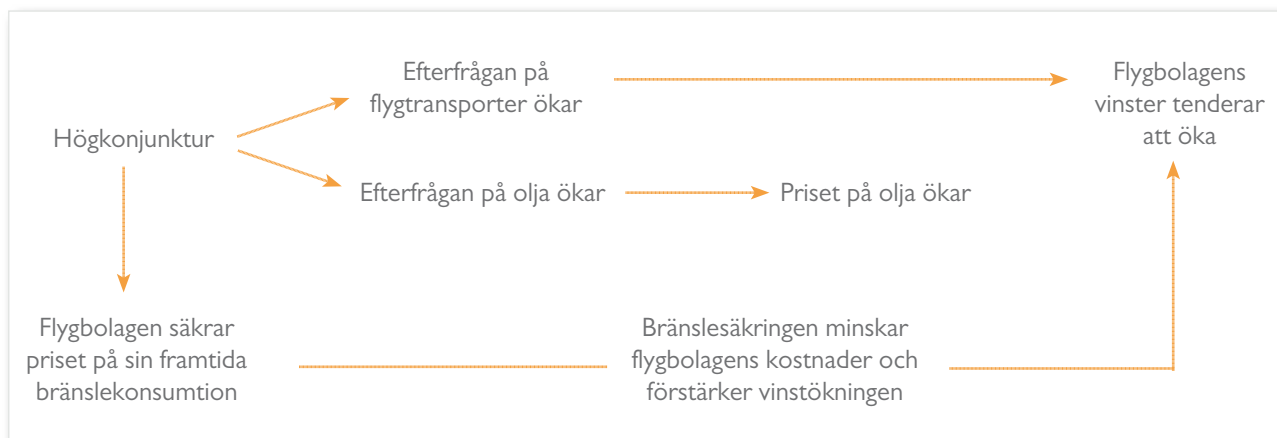 Efterfrågan på
flygtransporter ökar
Flygbolagens
vinster tenderar
att öka
Högkonjunktur
Efterfrågan på olja ökar
Priset på olja ökar
Flygbolagen säkrar
priset på sin framtida
bränslekonsumtion
Bränslesäkringen minskar
flygbolagens kostnader och
förstärker vinstökningen